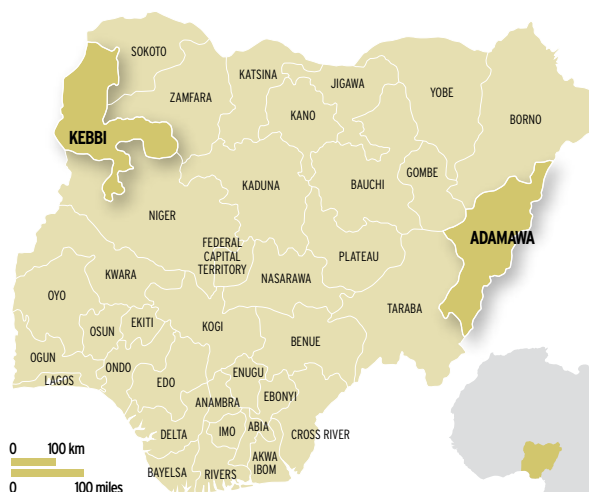 SOKOTO
KATSINA
JIGAWA
YOBE
ZAMFARA
KANO
BORNO
KEBBI
GOMBE
KADUNA
BAUCHI
NIGER
ADAMAWA
FEDERAL
CAPITAL
TERRITORY
PLATEAU
KWARA
NASARAWA
OYO
TARABA
EKITI
OSUN
KOGI
BENUE
OGUN
ONDO
ENUGU
LAGOS
EDO
EBONYI
ANAMBRA
DELTA
IMO
ABIA
CROSS RIVER
AKWA
IBOM
BAYELSA
RIVERS
0 100 km
0 100 miles